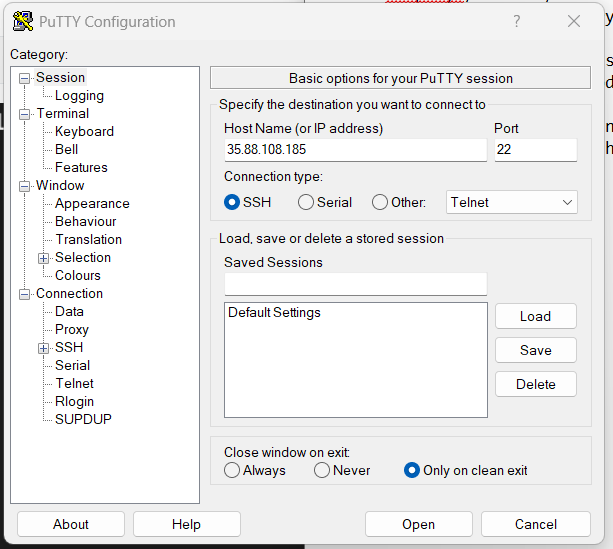 PuTTY Configuration
?
Category:
Session
Logging
Terminal
Keyboard
Bell
Features
Window
Appearance
Behaviour
Translation
Selection
Colours
Connection
Data
Proxy
SSH
Serial
Telnet
Rlogin
SUPDUP
Basic options for your PuTTY session
Specify the destination you want to connect to
Host Name (or IP address) Port
35.88.108.185 22
Connection type:
SSH Serial Other: Telnet
Load, save or delete a stored session
Saved Sessions
Default Settings
Load
Save
Delete
Close window on exit:
Always Never Only on clean exit
About Help Open Cancel